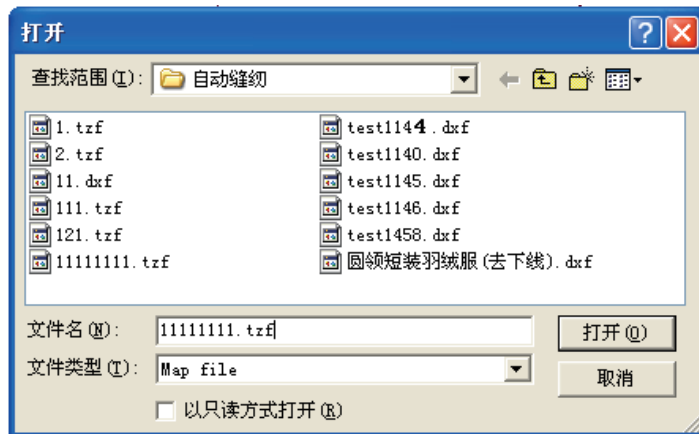 打开
查找范围(I): 自动缝纫
1.tzf
2.tzf
11.dxf
111.tzf
121.tzf
11111111.tzf
test1144.dxf
test1140.dxf
test1145.dxf
test1146.dxf
test1458.dxf
圆领短装羽绒服(去下线).dxf
文件名(N): 11111111.tzf
打开(O)
文件类型(T): Map file
取消
以只读方式打开(R)